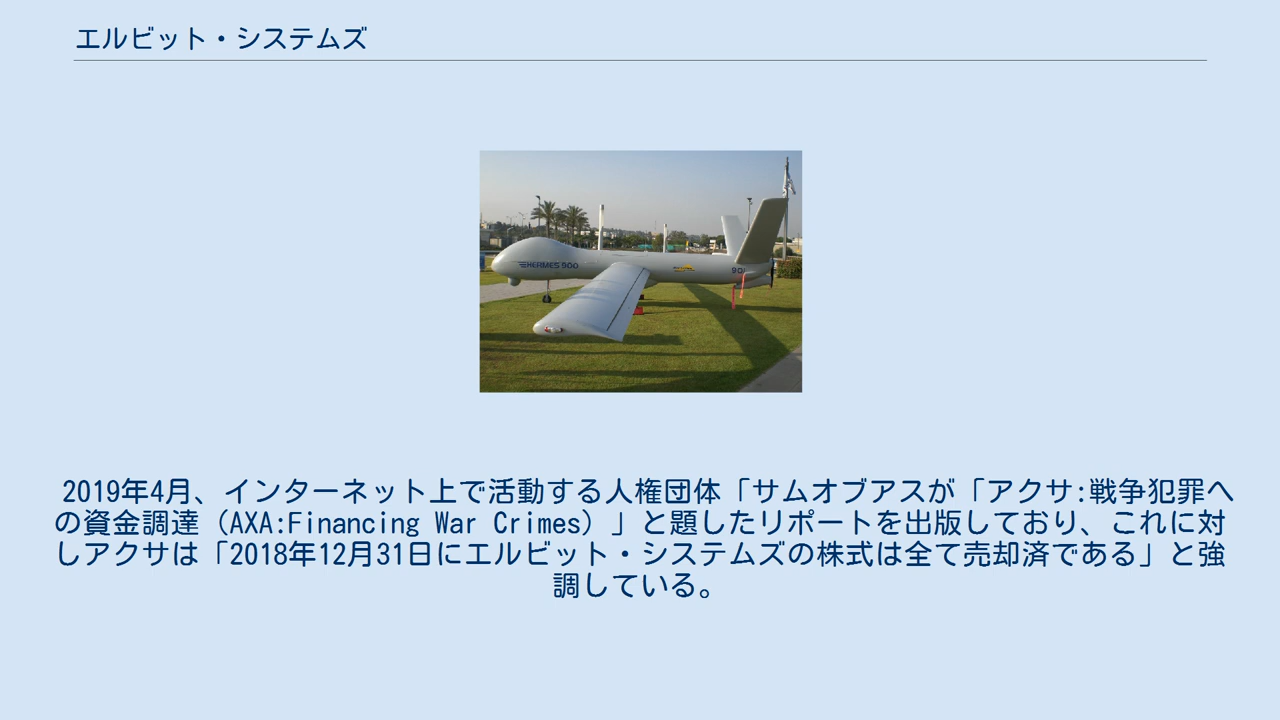 エルビット・システムズ
HERMES 900
2019年4月、インターネット上で活動する人権団体「サムオブアスが「アクサ:戦争犯罪へ
の資金調達（AXA:Financing War Crimes）」と題したリポートを出版しており、これに対
しアクサは「2018年12月31日にエルビット・システムズの株式は全て売却済である」と強
調している。